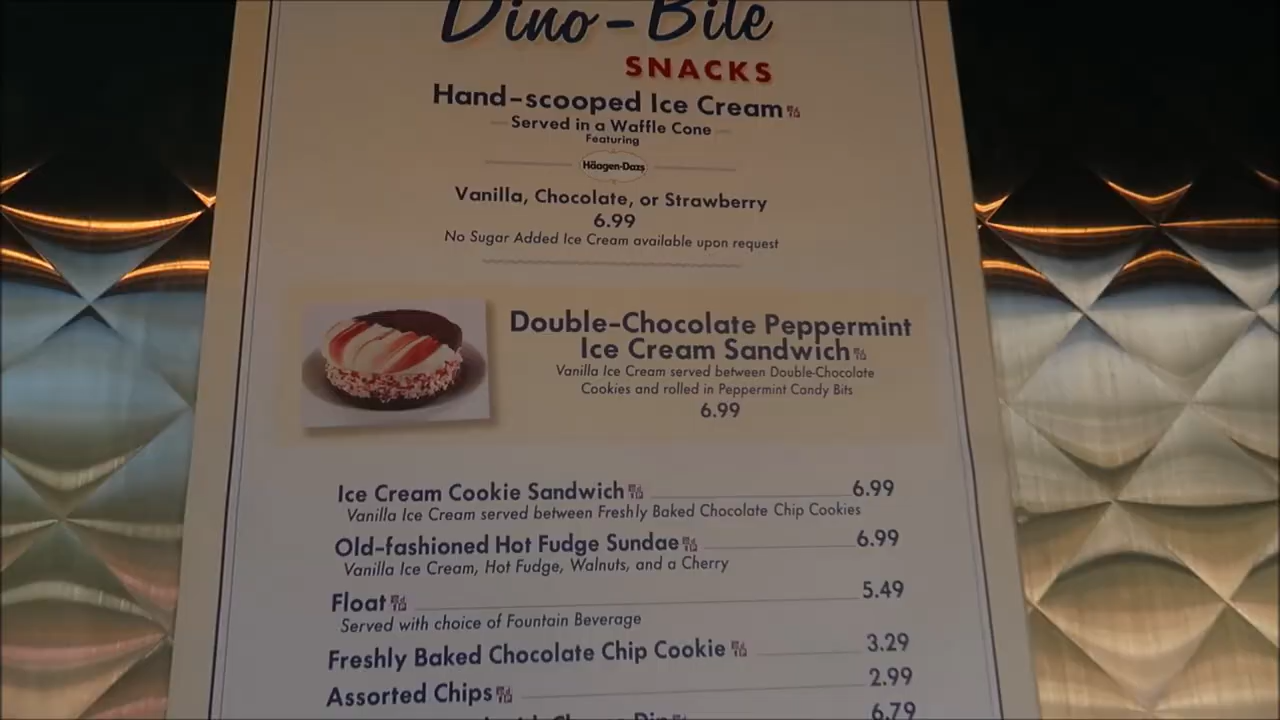 Dino-Bite
SNACKS
Hand-scooped Ice Cream
Served in a Waffle Cone
Featuring
Häagen-Dazs
Vanilla, Chocolate, or Strawberry
6.99
No Sugar Added Ice Cream available upon request
Double-Chocolate Peppermint
Ice Cream Sandwich
Vanilla Ice Cream served between Double-Chocolate
Cookies and rolled in Peppermint Candy Bits
6.99
Ice Cream Cookie Sandwich 6.99
Vanilla Ice Cream served between Freshly Baked Chocolate Chip Cookies
Old-fashioned Hot Fudge Sundae 6.99
Vanilla Ice Cream, Hot Fudge, Walnuts, and a Cherry
Float 5.49
Served with choice of Fountain Beverage
Freshly Baked Chocolate Chip Cookie 3.29
Assorted Chips 2.99
6.79